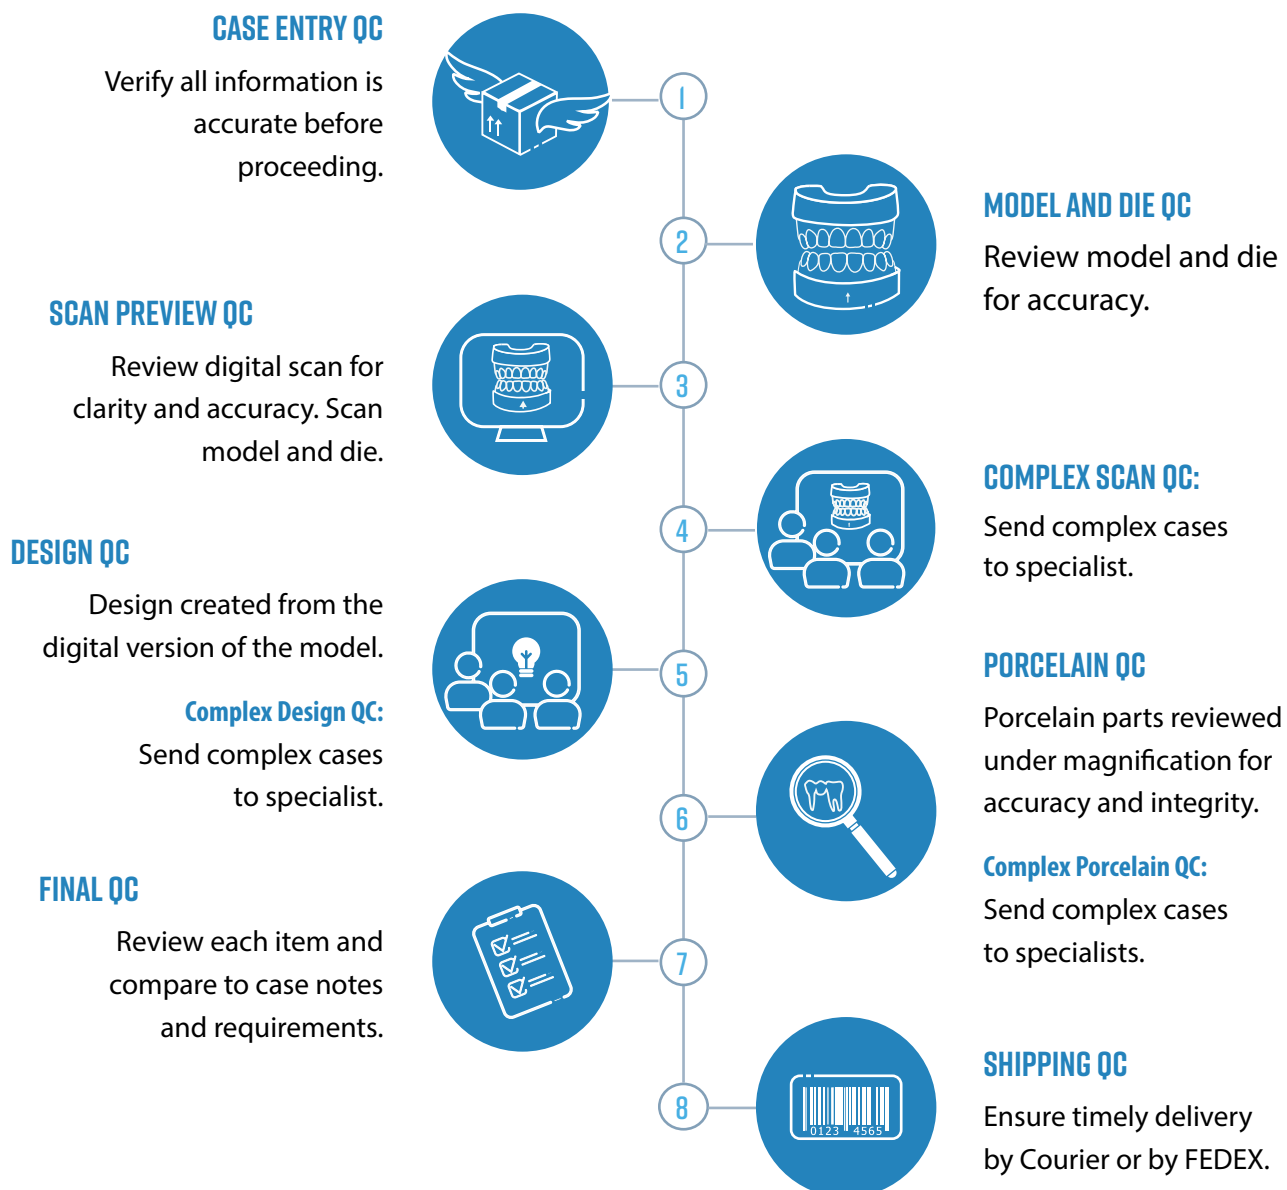 CASE ENTRY QC
Verify all information is
accurate before
proceeding.
1
2
MODEL AND DIE QC
Review model and die
for accuracy.
SCAN PREVIEW QC
Review digital scan for
clarity and accuracy. Scan
model and die.
3
4
COMPLEX SCAN QC:
Send complex cases
to specialist.
DESIGN QC
Design created from the
digital version of the model.
Complex Design QC:
Send complex cases
to specialist.
5
6
PORCELAIN QC
Porcelain parts reviewed
under magnification for
accuracy and integrity.
Complex Porcelain QC:
Send complex cases
to specialists.
FINAL QC
Review each item and
compare to case notes
and requirements.
7
8
0123 4565
SHIPPING QC
Ensure timely delivery
by Courier or by FEDEX.